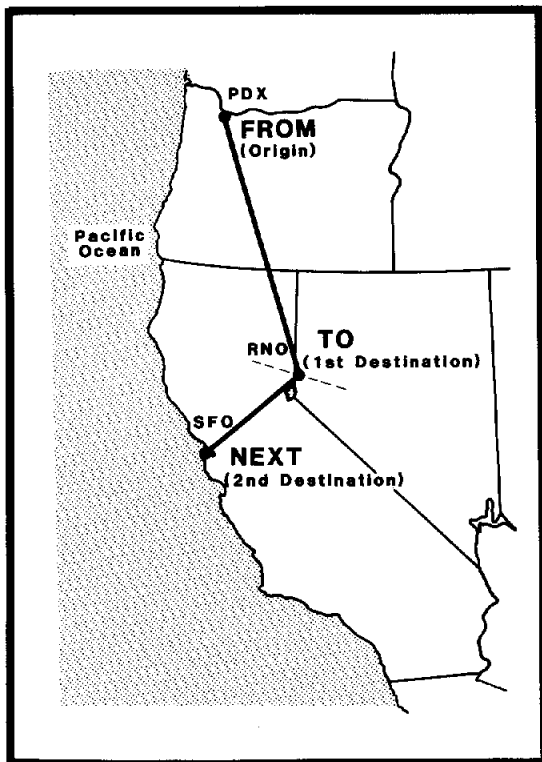 PDX
FROM
(Origin)
Pacific
Ocean
RNO
TO
(1st Destination)
SFO
NEXT
(2nd Destination)